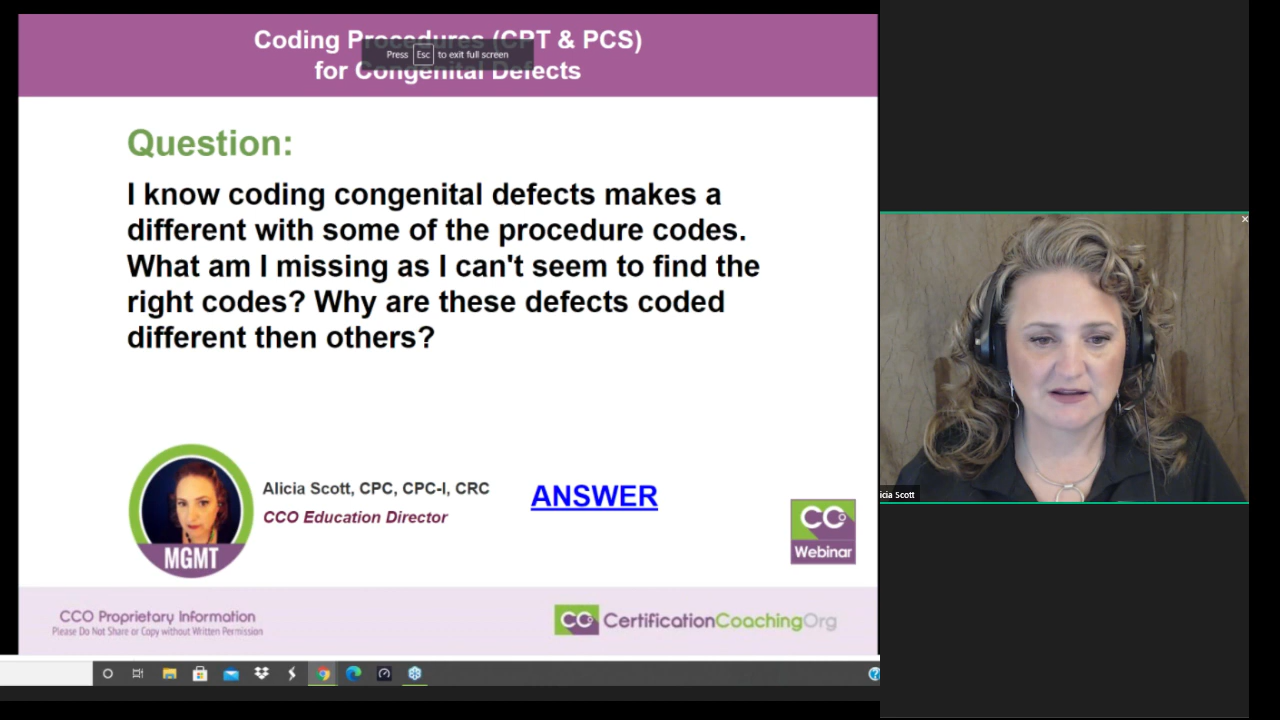 Coding Procedures (CPT & PCS)
Press Esc to exit full screen
for Congenital Defects
Question:
I know coding congenital defects makes a
different with some of the procedure codes.
What am I missing as I can't seem to find the
right codes? Why are these defects coded
different then others?
Alicia Scott, CPC, CPC-I, CRC
CCO Education Director
MGMT
ANSWER
CCO
Webinar
CCO Proprietary Information
Please Do Not Share or Copy without Written Permission
CCO CertificationCoachingOrg
icia Scott